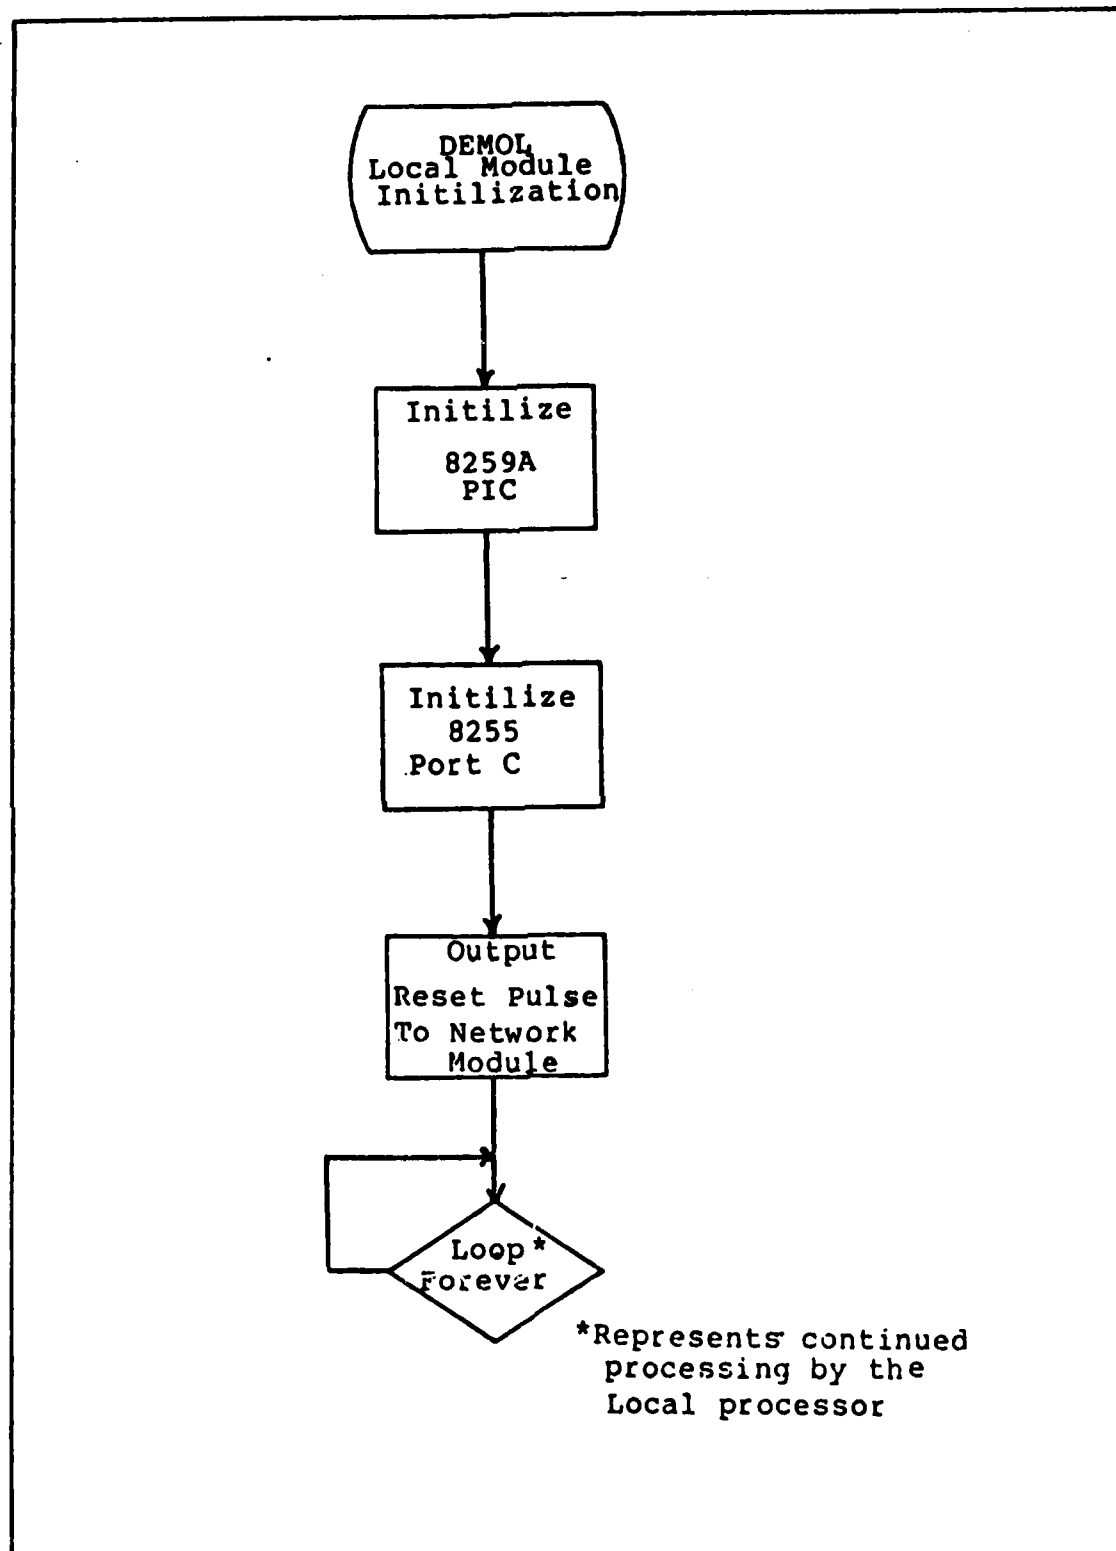 DEMOL
Local Module
Initilization
Initilize
8259A
PIC
Initilize
8255
Port C
Output
Reset Pulse
To Network
Module
Loop*
Forever
*Represents continued
processing by the
Local processor